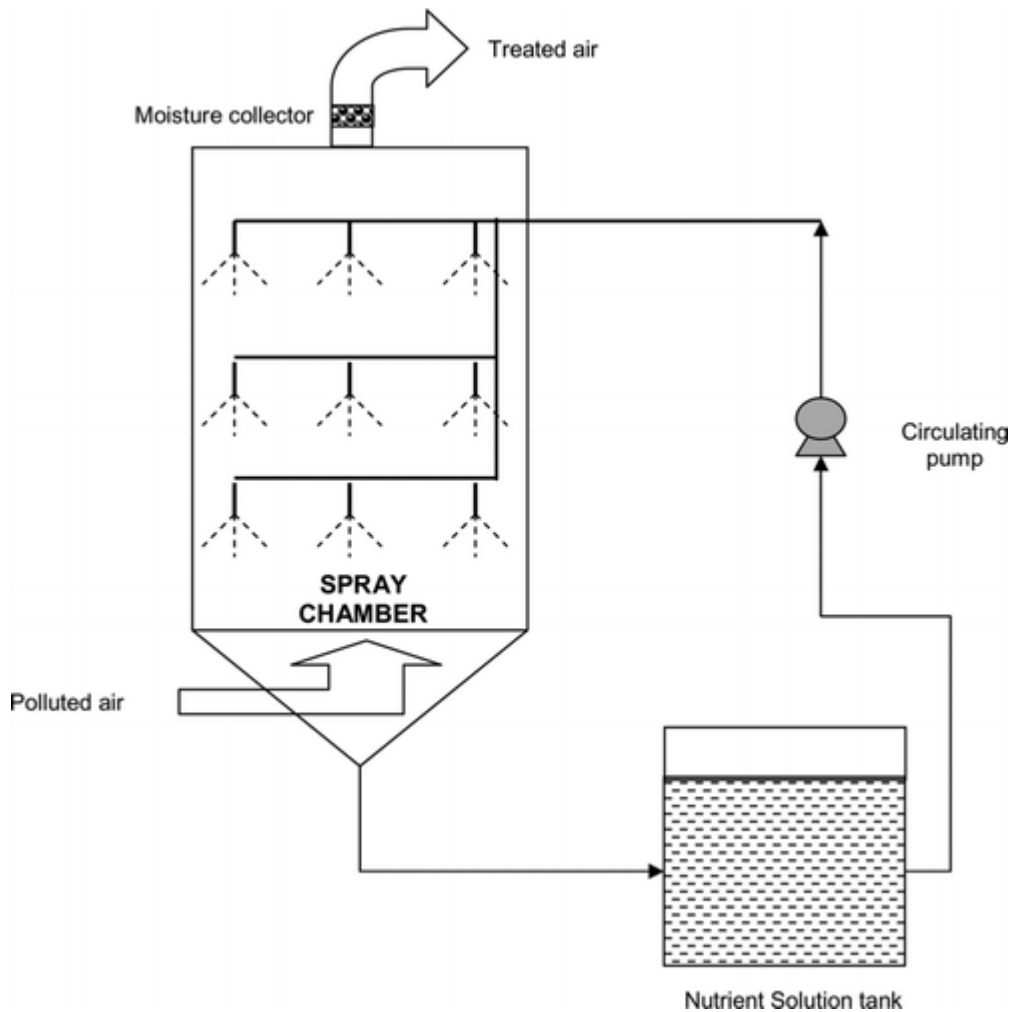 Treated air
Moisture collector
Circulating
pump
SPRAY
CHAMBER
Polluted air
Nutrient Solution tank